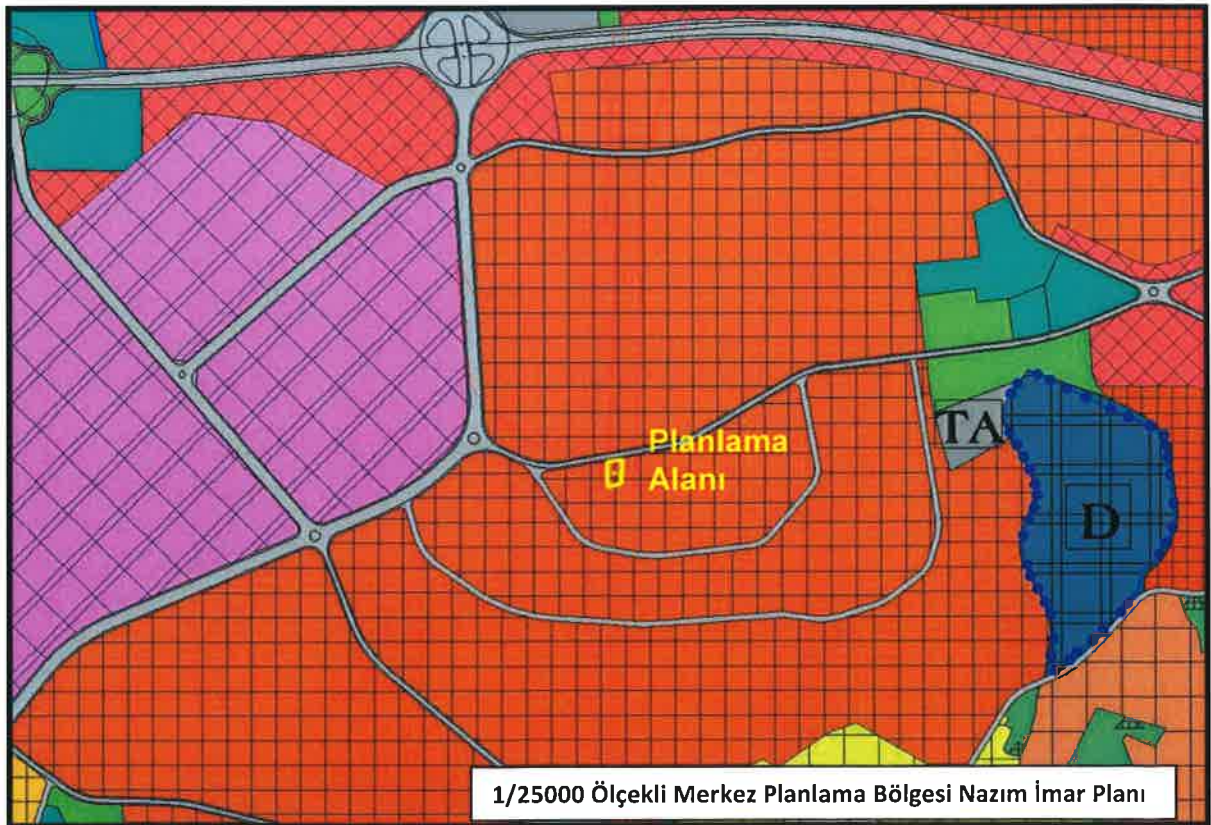 Planlama
Alanı
TA
D
1/25000 Ölçekli Merkez Planlama Bölgesi Nazım İmar Planı